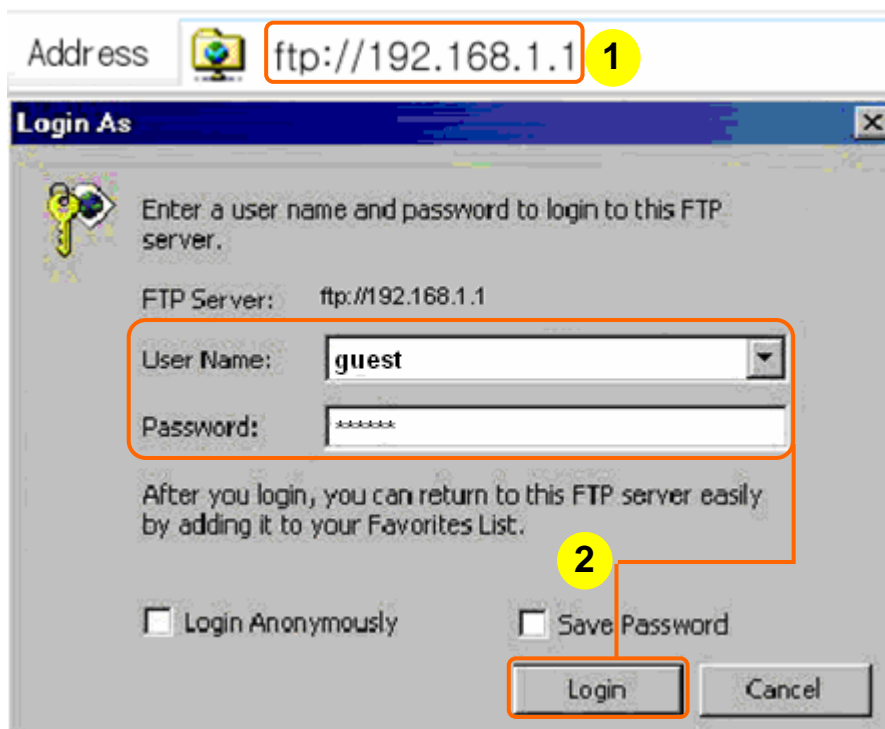 Address ftp://192.168.1.1 1
Login As
Enter a user name and password to login to this FTP
server.
FTP Server: ftp://192.168.1.1
User Name: guest
Password: ******
After you login, you can return to this FTP server easily
by adding it to your Favorites List.
2
Login Anonymously Save Password
Login Cancel